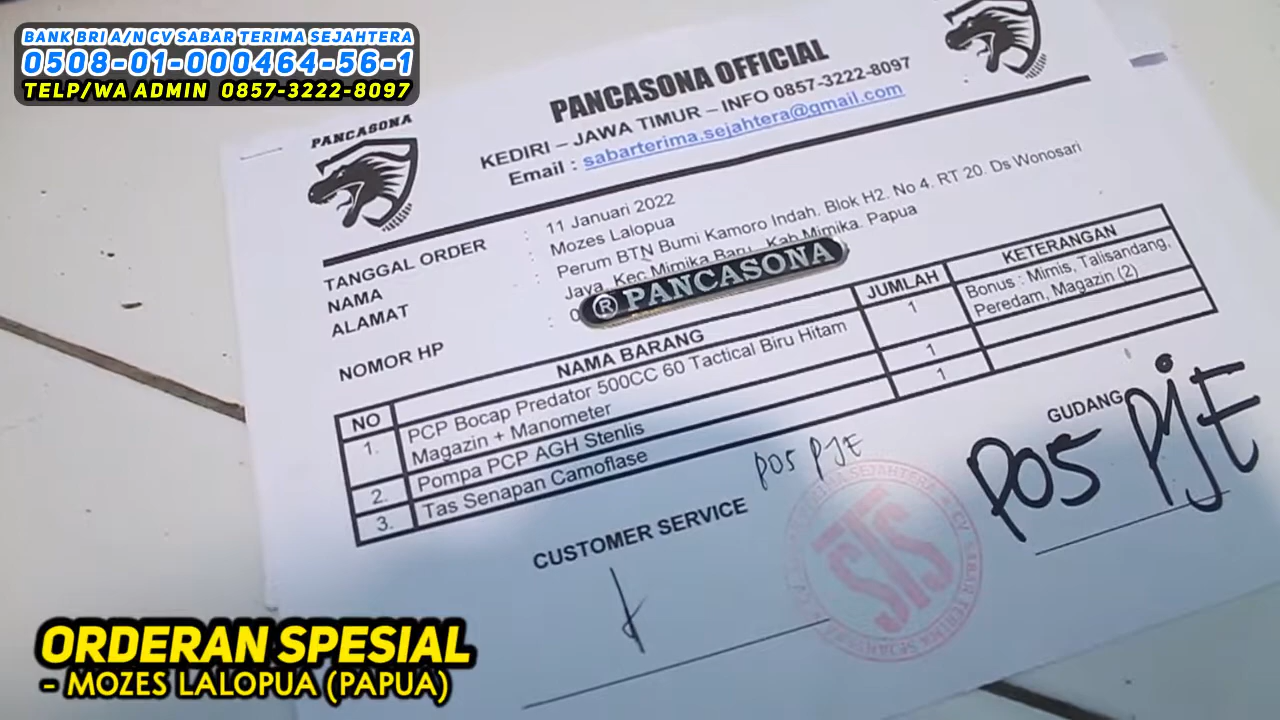 BANK BRI A/N CV SABAR TERIMA SEJAHTERA
0508-01-000464-56-1
TELP/WA ADMIN 0857-3222-8097
PANCASONA
PANCASONA OFFICIAL
KEDIRI – JAWA TIMUR – INFO 0857-3222-8097
Email : sabarterima.sejahtera@gmail.com
TANGGAL ORDER : 11 Januari 2022
NAMA : Mozes Lalopua
ALAMAT : Perum BTN Bumi Kamoro Indah. Blok H2. No 4. RT 20. Ds Wonosari
Jaya. Kec Mimika Baru. Kab Mimika. Papua
NOMOR HP : 0
® PANCASONA
NO NAMA BARANG JUMLAH KETERANGAN
1. PCP Bocap Predator 500CC 60 Tactical Biru Hitam 1 Bonus : Mimis, Talisandang,
Magazin + Manometer Peredam, Magazin (2)
2. Pompa PCP AGH Stenlis 1
3. Tas Senapan Camoflase 1
POS PJE
CUSTOMER SERVICE
GUDANG
POS PJE
STS
ORDERAN SPESIAL
- MOZES LALOPUA (PAPUA)